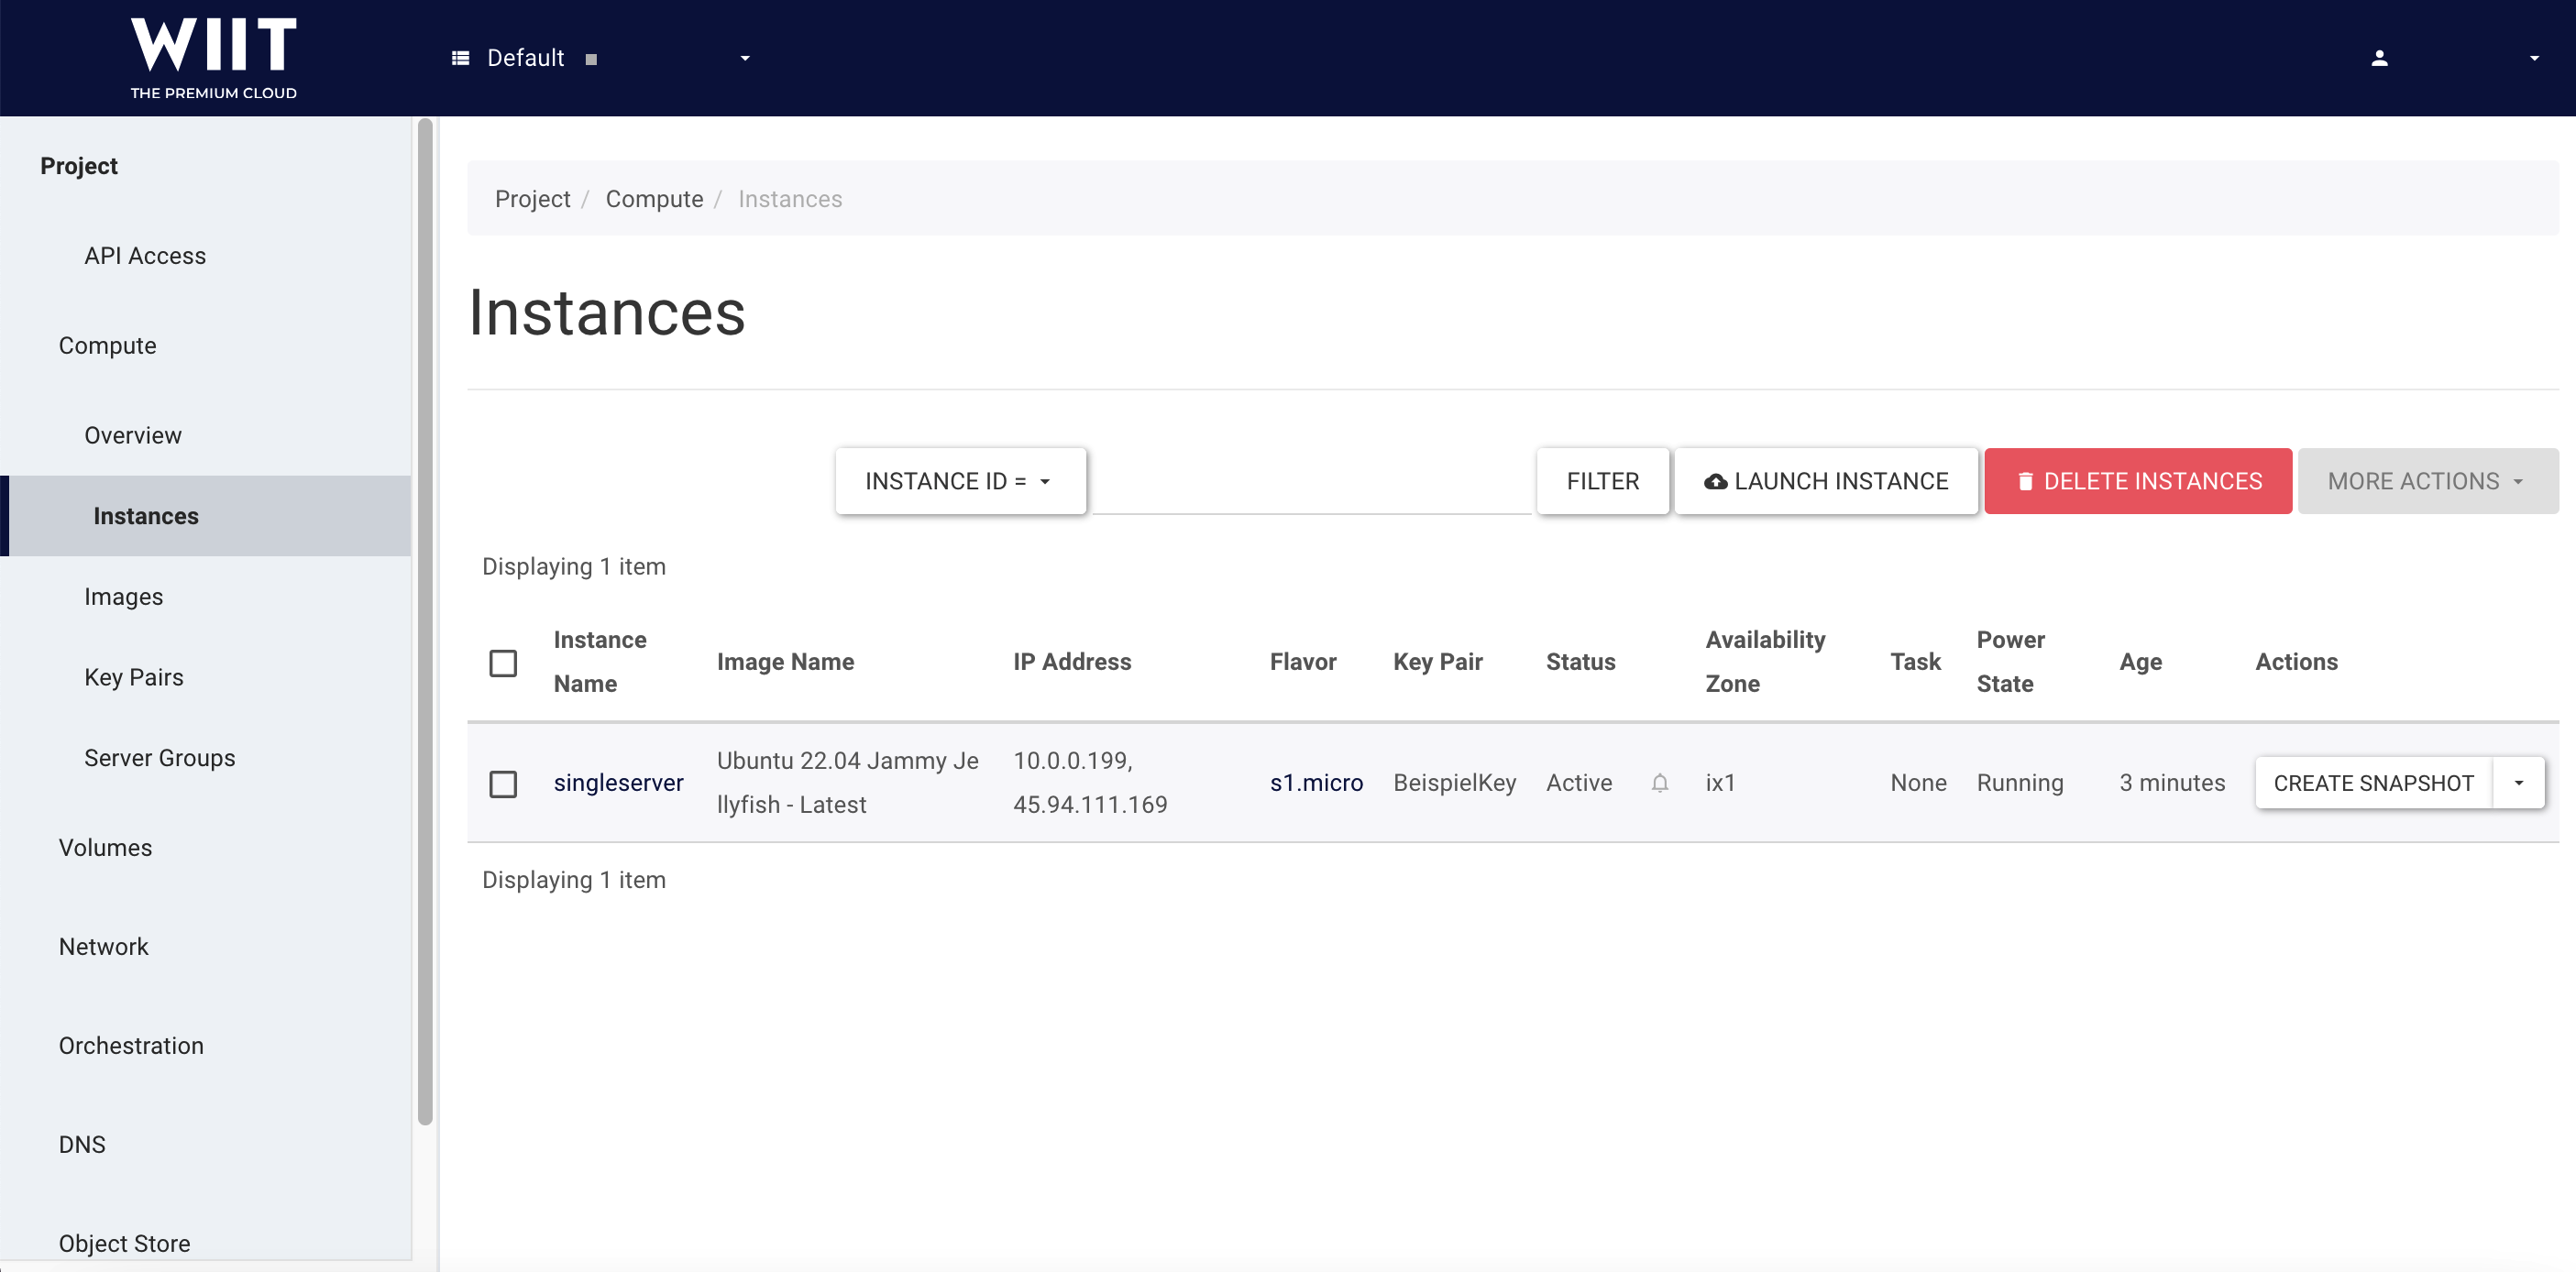 WIIT
THE PREMIUM CLOUD
Default
Project
API Access
Compute
Overview
Instances
Images
Key Pairs
Server Groups
Volumes
Network
Orchestration
DNS
Object Store
Project / Compute / Instances
Instances
INSTANCE ID =
FILTER
LAUNCH INSTANCE
DELETE INSTANCES
MORE ACTIONS
Displaying 1 item
Instance Name
Image Name
IP Address
Flavor
Key Pair
Status
Availability Zone
Task
Power State
Age
Actions
singleserver
Ubuntu 22.04 Jammy Je
llyfish - Latest
10.0.0.199,
45.94.111.169
s1.micro
BeispielKey
Active
ix1
None
Running
3 minutes
CREATE SNAPSHOT
Displaying 1 item